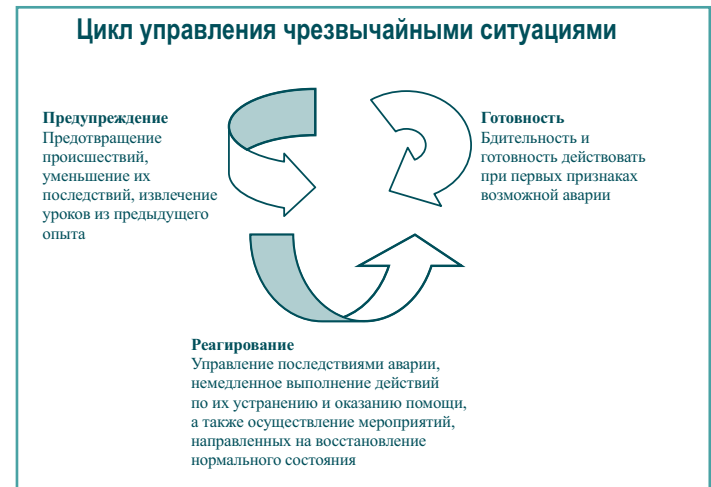 Цикл управления чрезвычайными ситуациями
Предупреждение
Предотвращение
происшествий,
уменьшение их
последствий, извлечение
уроков из предыдущего
опыта
Готовность
Бдительность и
готовность действовать
при первых признаках
возможной аварии
Реагирование
Управление последствиями аварии,
немедленное выполнение действий
по их устранению и оказанию помощи,
а также осуществление мероприятий,
направленных на восстановление
нормального состояния